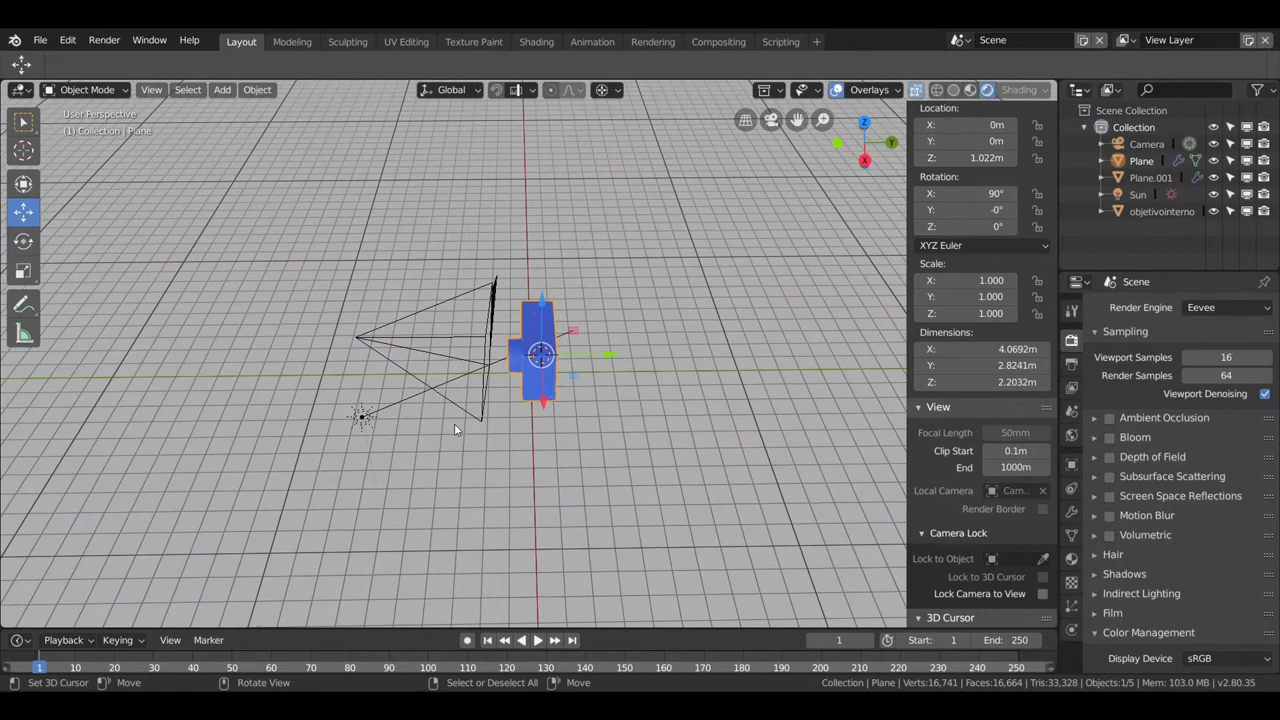 File Edit Render Window Help Layout Modeling Sculpting UV Editing Texture Paint Shading Animation Rendering Compositing Scripting + Scene View Layer
Object Mode View Select Add Object Global Overlays Shading
User Perspective
(1) Collection | Plane
Z
Y
X
Location:
X: 0m
Y: 0m
Z: 1.022m
Rotation:
X: 90°
Y: -0°
Z: 0°
XYZ Euler
Scale:
X: 1.000
Y: 1.000
Z: 1.000
Dimensions:
X: 4.0692m
Y: 2.8241m
Z: 2.2032m
View
Focal Length 50mm
Clip Start 0.1m
End 1000m
Local Camera Cam...
Render Border
Camera Lock
Lock to Object
Lock to 3D Cursor
Lock Camera to View
3D Cursor
Scene Collection
Collection
Camera
Plane
Plane.001
Sun
objetivointerno
Scene
Render Engine Eevee
Sampling
Viewport Samples 16
Render Samples 64
Viewport Denoising
Ambient Occlusion
Bloom
Depth of Field
Subsurface Scattering
Screen Space Reflections
Motion Blur
Volumetric
Hair
Shadows
Indirect Lighting
Film
Color Management
Display Device sRGB
Playback Keying View Marker 1 Start: 1 End: 250
1 10 20 30 40 50 60 70 80 90 100 110 120 130 140 150 160 170 180 190 200 210 220 230 240 250
Set 3D Cursor Move Rotate View Select or Deselect All Move Collection | Plane | Verts:16,741 | Faces:16,664 | Tris:33,328 | Objects:1/5 | Mem: 103.0 MB | v2.80.35